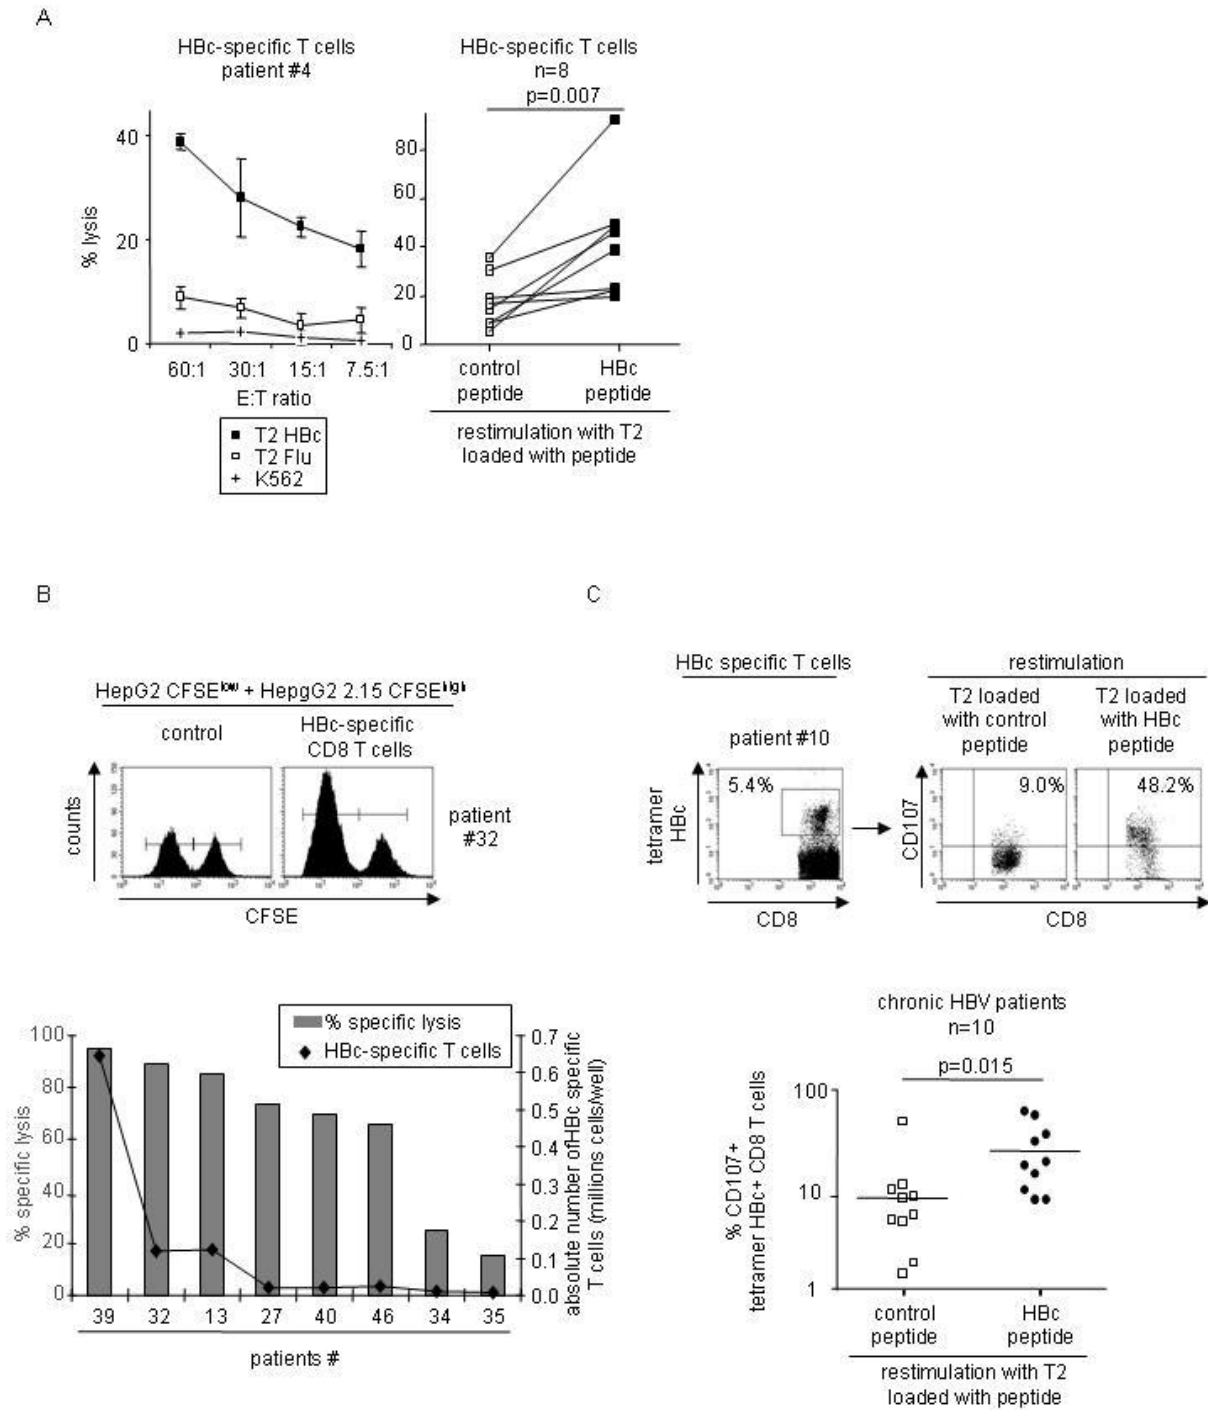 A
HBc-specific T cells
patient #4
HBc-specific T cells
n=8
p=0.007
% lysis
40
20
0
60:1 30:1 15:1 7.5:1
E:T ratio
T2 HBc
T2 Flu
K562
80
60
40
20
0
control
peptide
HBc
peptide
restimulation with T2
loaded with peptide
B
HepG2 CFSElow + HepgG2 2.15 CFSEhigh
control
HBc-specific
CD8 T cells
counts
patient
#32
CFSE
% specific lysis
HBc-specific T cells
% specific lysis
100
80
60
40
20
0
0.7
0.6
0.5
0.4
0.3
0.2
0.1
0.0
absolute number ofHBc specific
T cells (millions cells/well)
39 32 13 27 40 46 34 35
patients #
C
HBc specific T cells
restimulation
patient #10
T2 loaded
with control
peptide
T2 loaded
with HBc
peptide
5.4%
9.0%
48.2%
tetramer
HBc
CD107
CD8
CD8
chronic HBV patients
n=10
p=0.015
% CD107+
tetramer HBc+ CD8 T cells
100
10
1
control
peptide
HBc
peptide
restimulation with T2
loaded with peptide